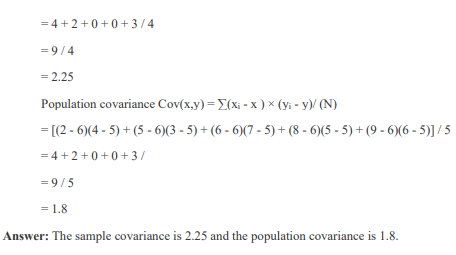 = 4 + 2 + 0 + 0 + 3 / 4
= 9 / 4
= 2.25
Population covariance Cov(x,y) = ∑(xᵢ - x ) × (yᵢ - y)/ (N)
= [(2 - 6)(4 - 5) + (5 - 6)(3 - 5) + (6 - 6)(7 - 5) + (8 - 6)(5 - 5) + (9 - 6)(6 - 5)] / 5
= 4 + 2 + 0 + 0 + 3 /
= 9 / 5
= 1.8
Answer: The sample covariance is 2.25 and the population covariance is 1.8.